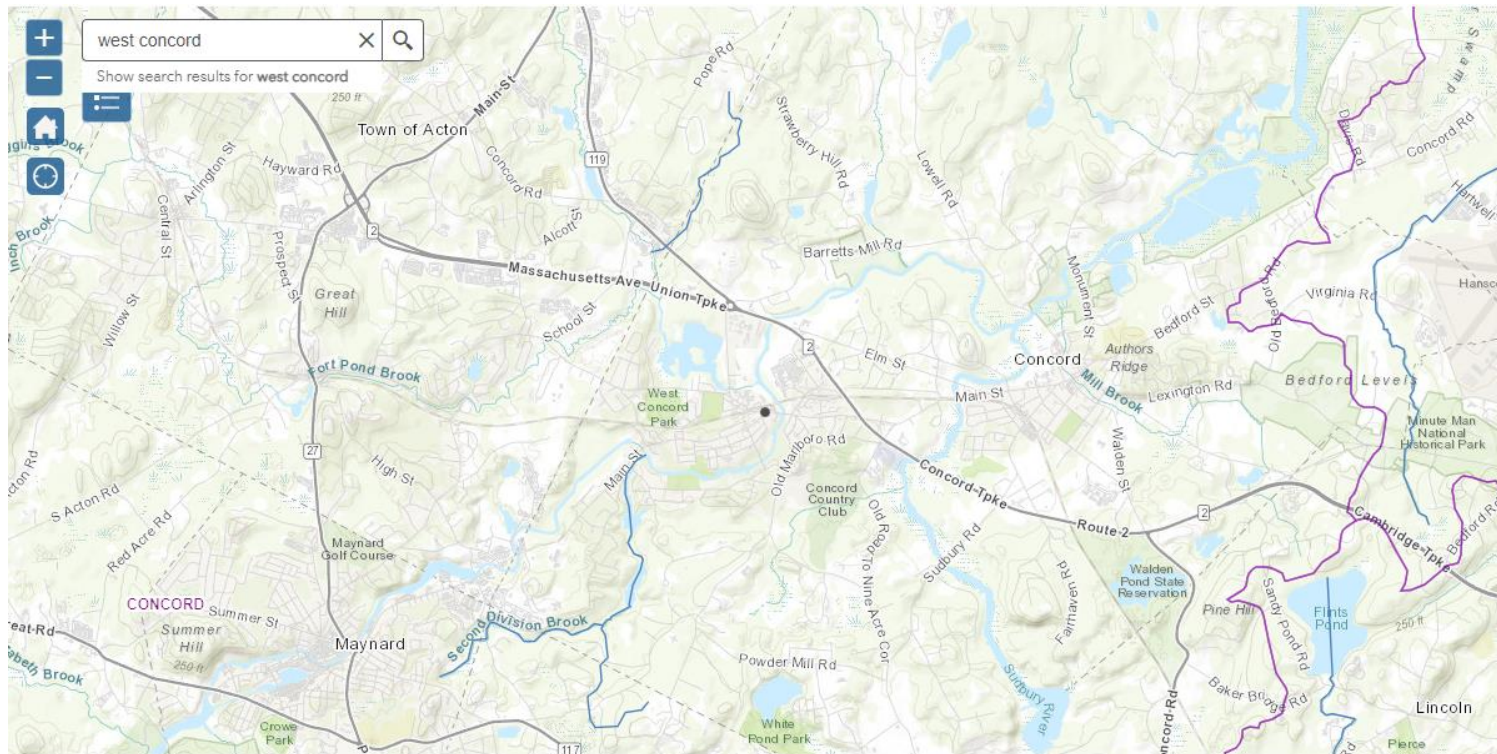 west concord
Show search results for west concord
250 ft
Town of Acton
Main-St
Pope Rd
Strawberry Hill Rd
Lowell Rd
Davis Rd
Concord Rd
Swamp
Arlington St
Hayward Rd
119
Concord Rd
Alcott St
Central St
Prospect St
2
Inch Brook
Willow St
Great
Hill
Massachusetts-Ave-Union-Tpke
School St
Barretts-Mill-Rd
Monument St
Bedford St
Old Bedford Rd
Virginia Rd
2
Elm St
Concord
Authors
Ridge
Mill Brook
Lexington Rd
Bedford Levels
Fort Pond Brook
West
Concord
Park
Main St
Walden St
Minute Man
National
Historical Park
27
High St
Main St
Old Marlboro Rd
Concord
Country
Club
Concord-Tpke
Route-2
2
Cambridge-Tpke
Bedford Rd
S Acton Rd
Red Acre Rd
Maynard
Golf Course
Old Road To Nine Acre Cor
Sudbury Rd
Fairhaven Rd
Walden
Pond State
Reservation
Pine Hill
Sandy Pond Rd
Flints
Pond
250 ft
CONCORD
Summer St
Summer
Hill
250 ft
Maynard
Second Division Brook
Powder Mill Rd
Sudbury River
Baker Bridge Rd
Lincoln
Crowe
Park
117
White
Pond Park
Pierce